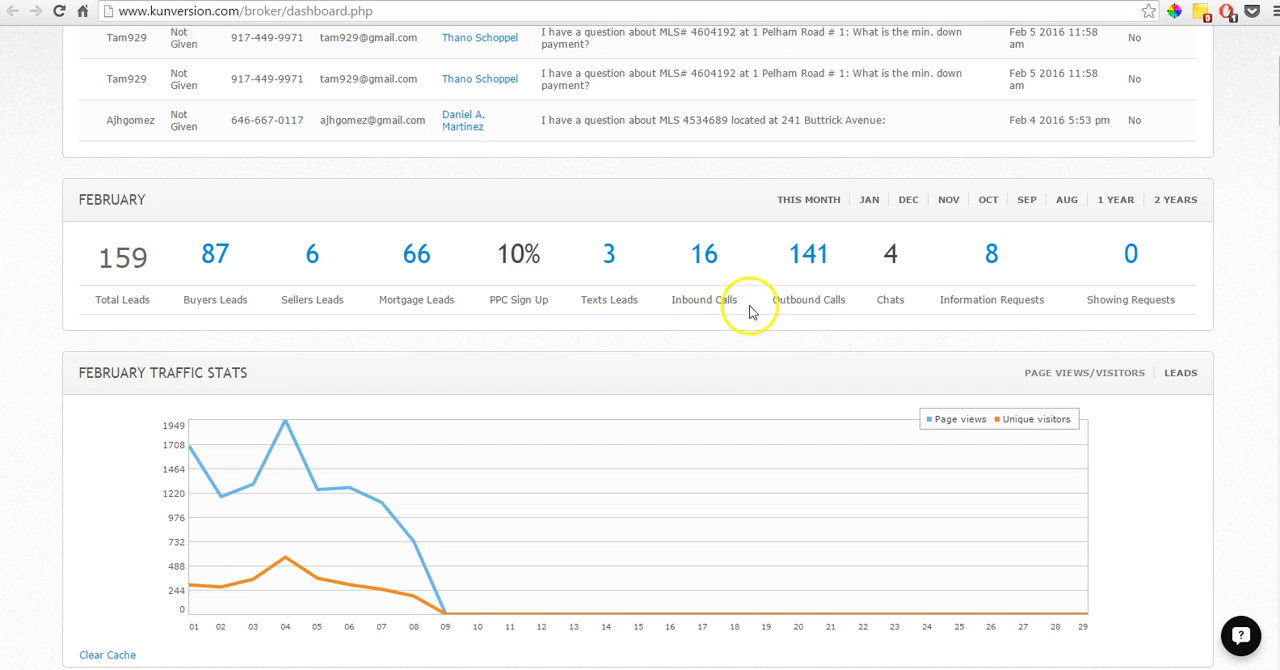 www.kunversion.com/broker/dashboard.php
0
1
Tam929 Not Given 917-449-9971 tam929@gmail.com Thano Schoppel I have a question about MLS# 4604192 at 1 Pelham Road # 1: What is the min. down payment? Feb 5 2016 11:58 am No
Tam929 Not Given 917-449-9971 tam929@gmail.com Thano Schoppel I have a question about MLS# 4604192 at 1 Pelham Road # 1: What is the min. down payment? Feb 5 2016 11:58 am No
Ajhgomez Not Given 646-667-0117 ajhgomez@gmail.com Daniel A. Martinez I have a question about MLS 4534689 located at 241 Buttrick Avenue: Feb 4 2016 5:53 pm No
FEBRUARY THIS MONTH JAN DEC NOV OCT SEP AUG 1 YEAR 2 YEARS
159 87 6 66 10% 3 16 141 4 8 0
Total Leads Buyers Leads Sellers Leads Mortgage Leads PPC Sign Up Texts Leads Inbound Calls Outbound Calls Chats Information Requests Showing Requests
FEBRUARY TRAFFIC STATS PAGE VIEWS/VISITORS LEADS
Page views Unique visitors
1949
1708
1464
1220
976
732
488
244
0
01 02 03 04 05 06 07 08 09 10 11 12 13 14 15 16 17 18 19 20 21 22 23 24 25 26 27 28 29
Clear Cache